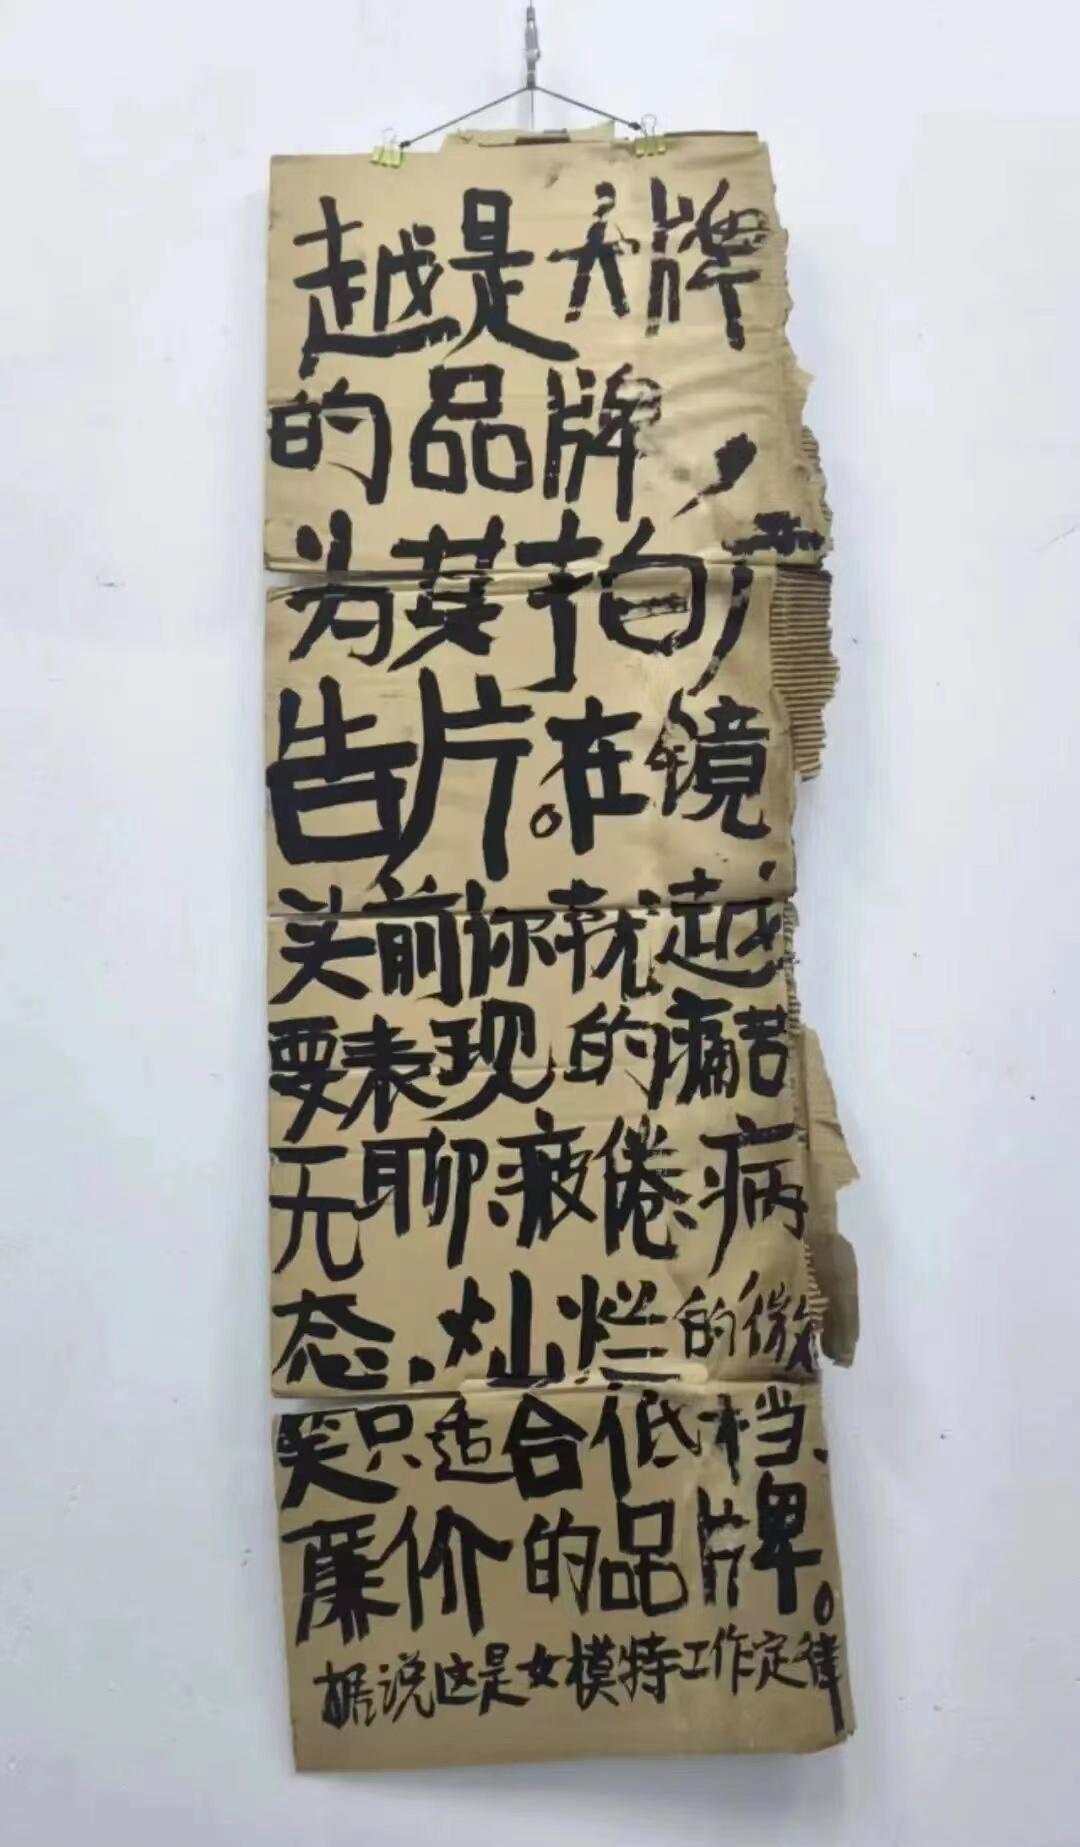 越是大牌
的品牌，
为其拍广
告片。在镜
头前你就越
要表现的痛苦
无聊、疲倦、病
态，灿烂的微
笑只适合低档、
廉价的品牌。
据说这是女模特工作定律